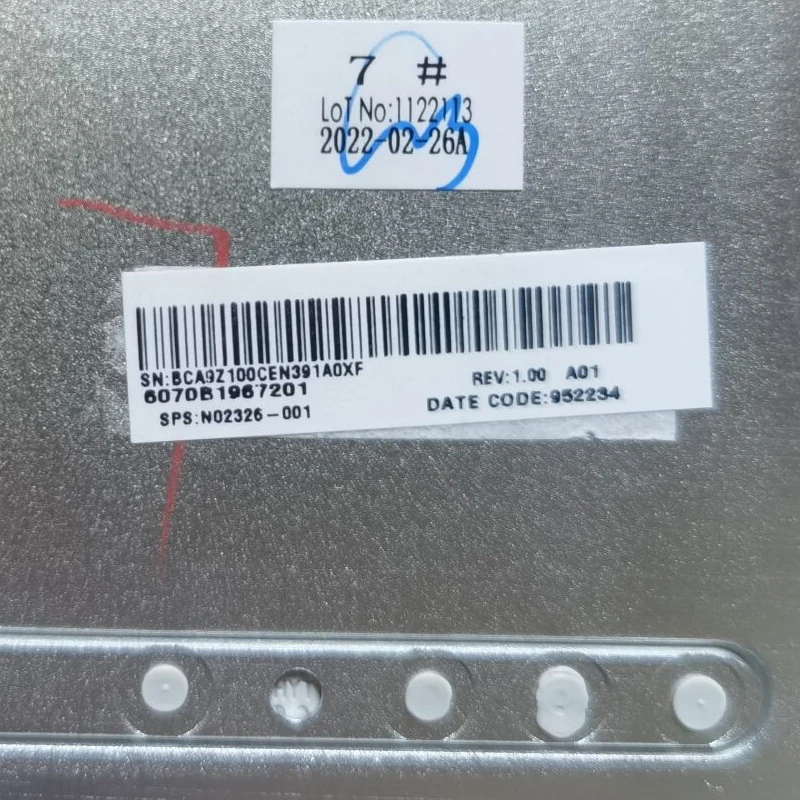 7 #
Lot No:1122113
2022-02-26A
SN:BCA9Z100CEN391A0XF
6070B1967201
REV:1.00 A01
SPS:N02326-001
DATE CODE:952234